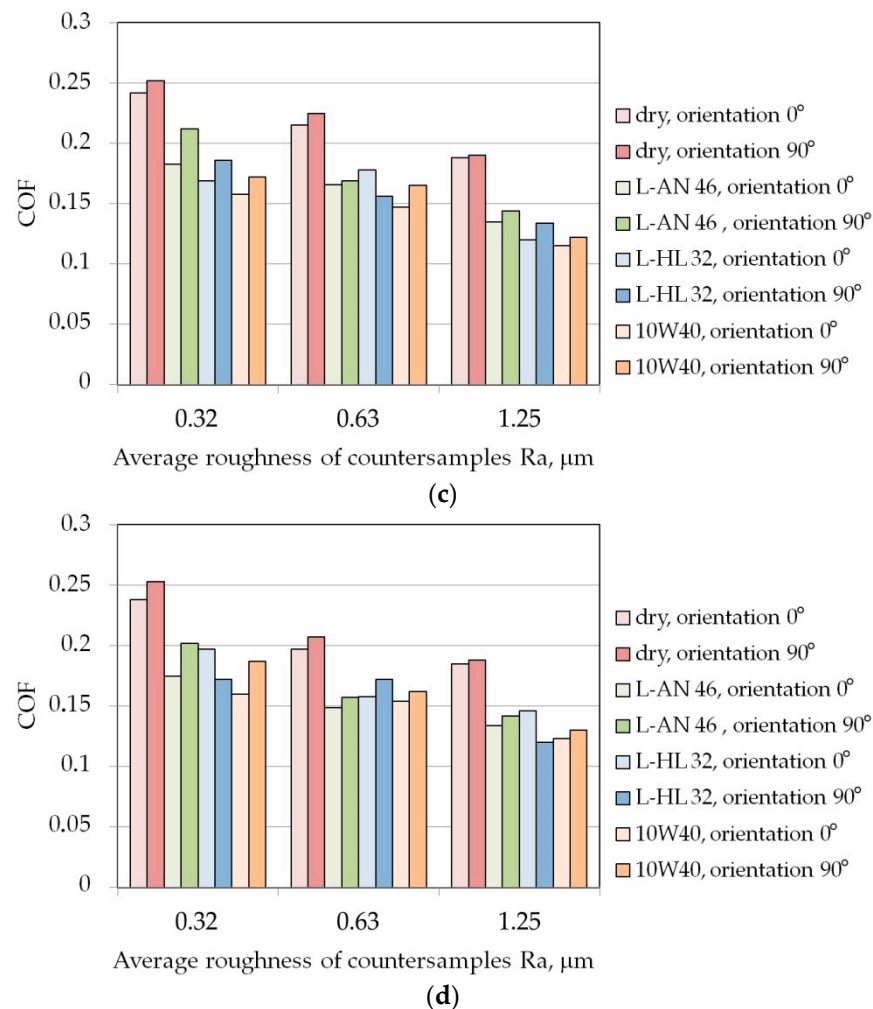 0.3
0.25
0.2
0.15
0.1
0.05
0
COF
0.32 0.63 1.25
Average roughness of countersamples Ra, μm
dry, orientation 0°
dry, orientation 90°
L-AN 46, orientation 0°
L-AN 46 , orientation 90°
L-HL 32, orientation 0°
L-HL 32, orientation 90°
10W40, orientation 0°
10W40, orientation 90°
(c)
0.3
0.25
0.2
0.15
0.1
0.05
0
COF
0.32 0.63 1.25
Average roughness of countersamples Ra, μm
dry, orientation 0°
dry, orientation 90°
L-AN 46, orientation 0°
L-AN 46 , orientation 90°
L-HL 32, orientation 0°
L-HL 32, orientation 90°
10W40, orientation 0°
10W40, orientation 90°
(d)